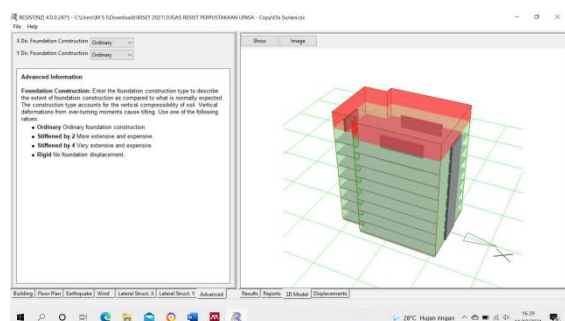 RESIST(NZ) 4.0.0.2475 - C:\Users\M S I\Downloads\RISET 2021\TUGAS RESIST PERPUSTAKAAN UINSA - Copy\Efa Suriani.rsx
File Help
X Dir. Foundation Construction Ordinary
Y Dir. Foundation Construction Ordinary
Show Image
Advanced Information
Foundation Construction: Enter the foundation construction type to describe
the extent of foundation construction as compared to what is normally expected.
The construction type accounts for the vertical compressibility of soil. Vertical
deformations from over-turning moments cause tilting. Use one of the following
values:
• Ordinary Ordinary foundation construction.
• Stiffened by 2 More extensive and expensive.
• Stiffened by 4 Very extensive and expensive.
• Rigid No foundation displacement.
Building Floor Plan Earthquake Wind Lateral Struct. X Lateral Struct. Y Advanced
Results Reports 3D Model Displacements
28°C Hujan ringan
16.39